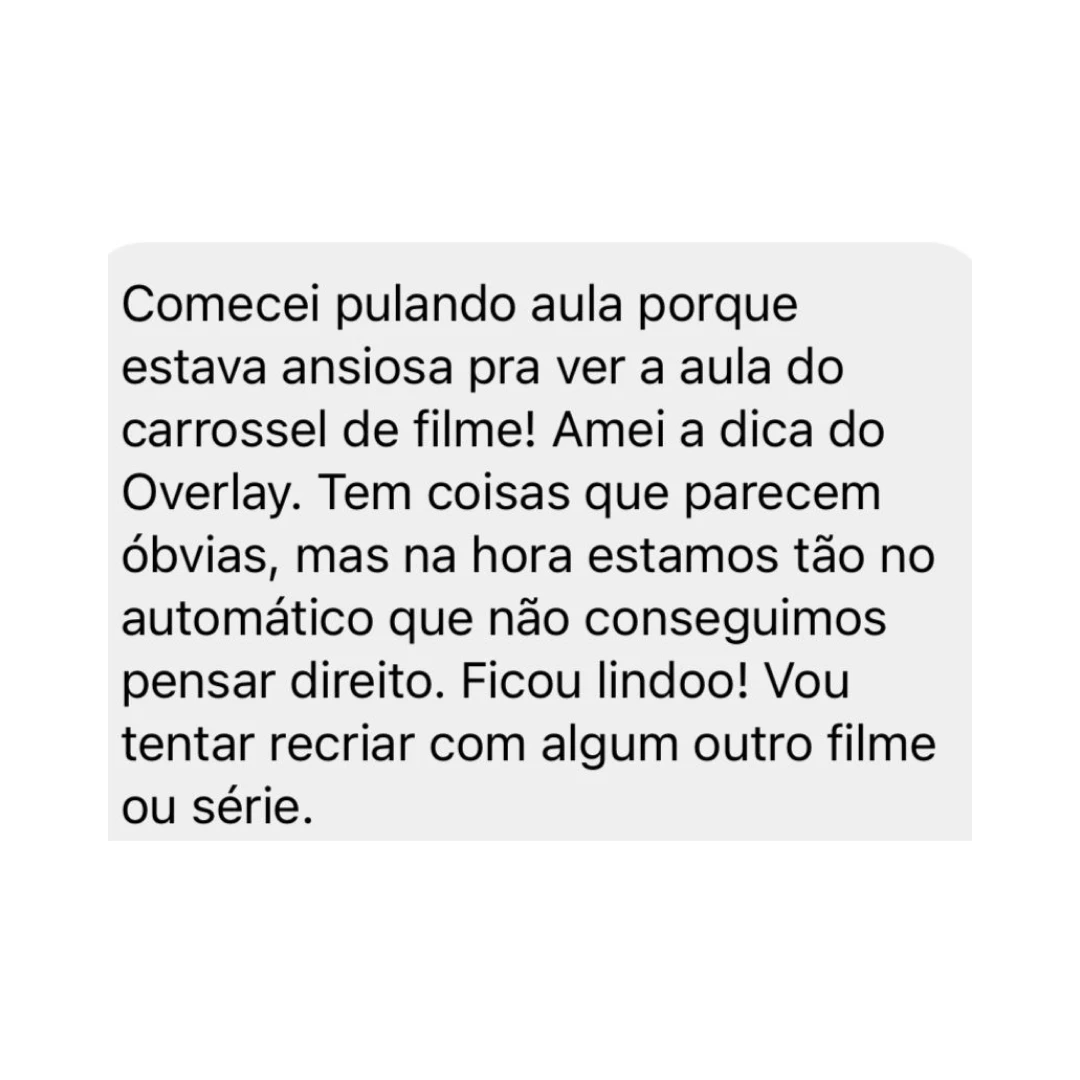 Comecei pulando aula porque
estava ansiosa pra ver a aula do
carrossel de filme! Amei a dica do
Overlay. Tem coisas que parecem
óbvias, mas na hora estamos tão no
automático que não conseguimos
pensar direito. Ficou lindoo! Vou
tentar recriar com algum outro filme
ou série.